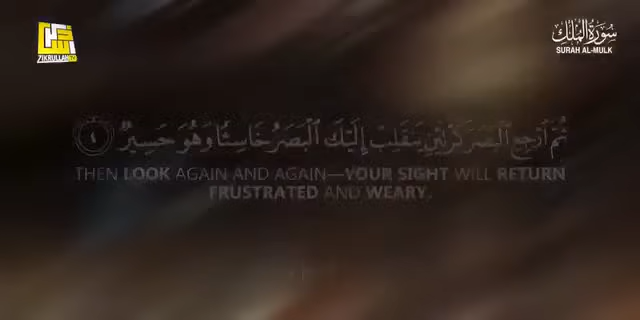 ZIKRULLAH TV
سُورَةُ المُلْك
SURAH AL-MULK
ثُمَّ ٱرْجِعِ ٱلْبَصَرَ كَرَّتَيْنِ يَنقَلِبْ إِلَيْكَ ٱلْبَصَرُ خَاسِئًا وَهُوَ حَسِيرٌ
THEN LOOK AGAIN AND AGAIN—YOUR SIGHT WILL RETURN
FRUSTRATED AND WEARY.